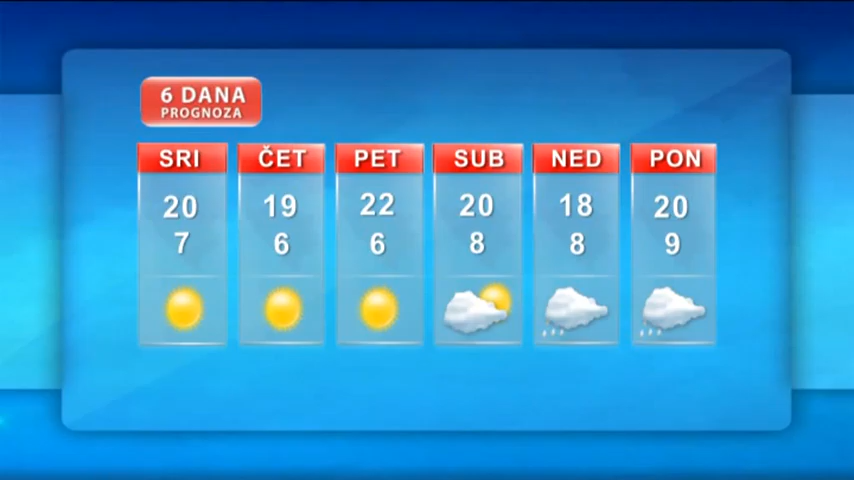 6 DANA
PROGNOZA
SRI ČET PET SUB NED PON
20 19 22 20 18 20
7 6 6 8 8 9